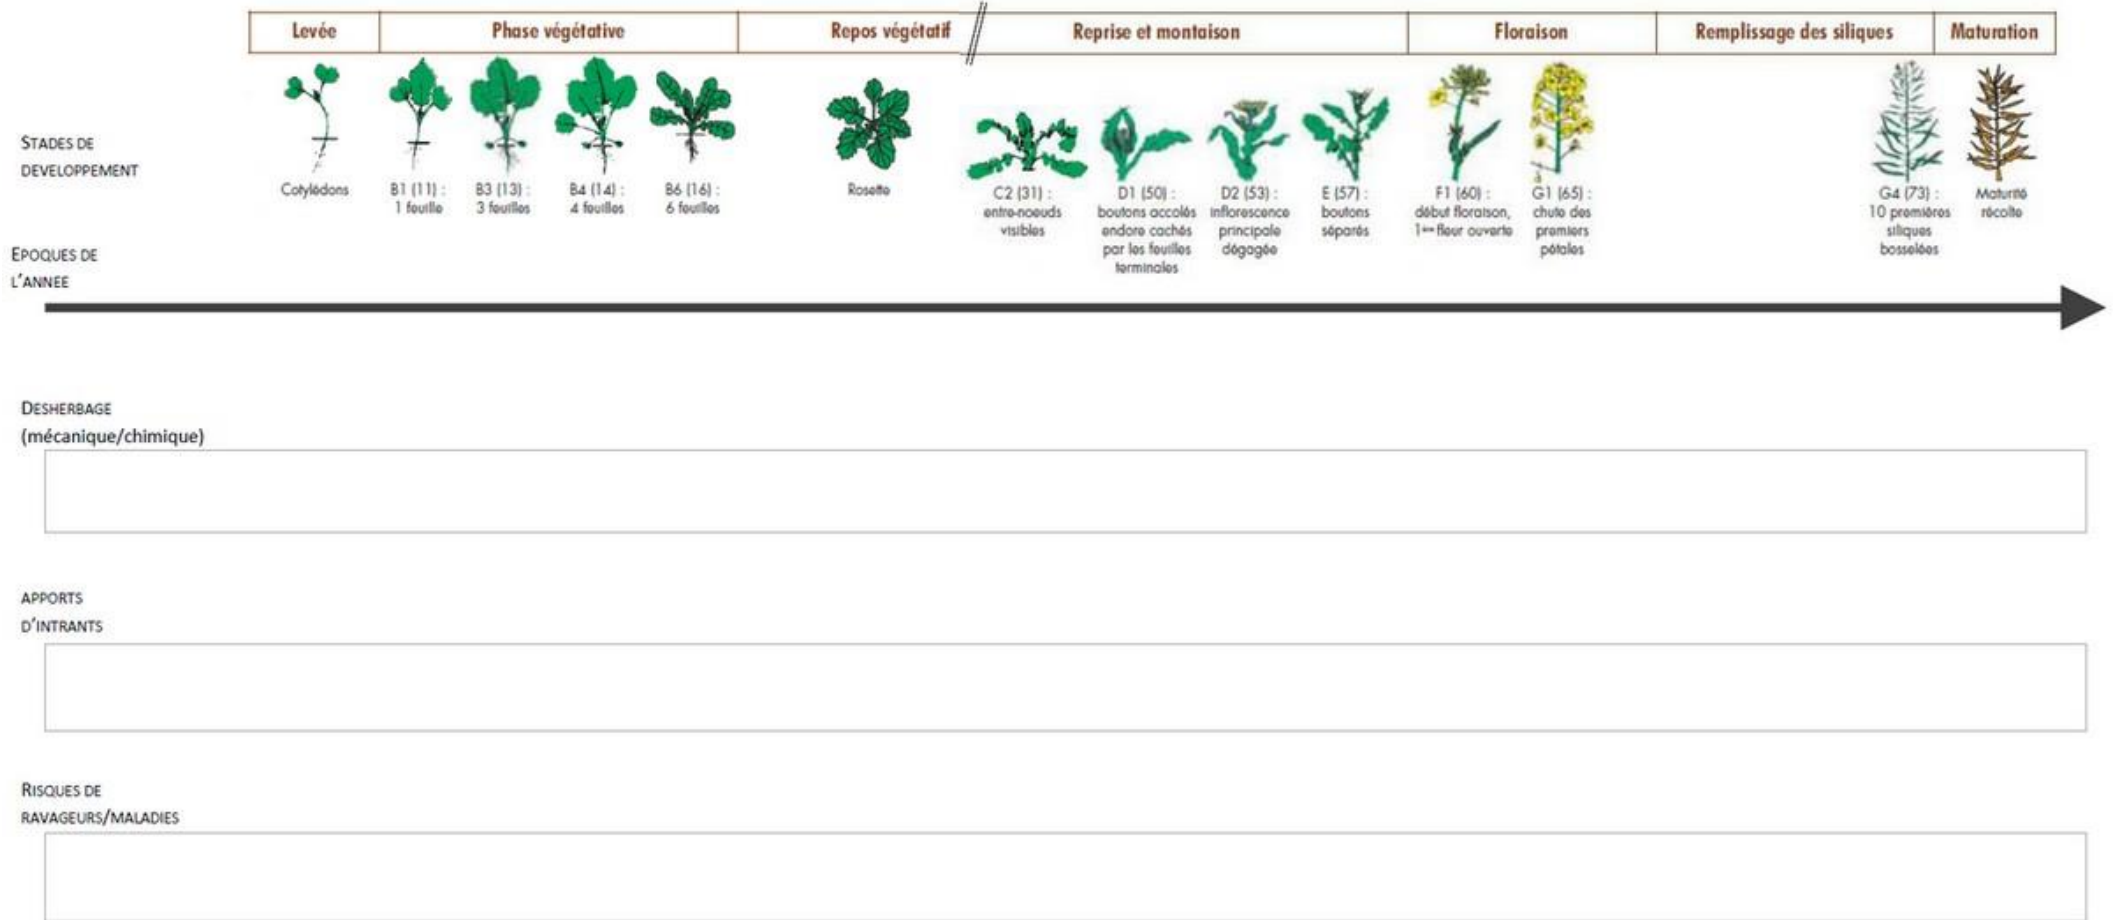 Levée
Phase végétative
Repos végétatif
Reprise et montaison
Floraison
Remplissage des siliques
Maturation
STADES DE
DEVELOPPEMENT
Cotylédons
B1 (11) :
1 feuille
B3 (13) :
3 feuilles
B4 (14) :
4 feuilles
B6 (16) :
6 feuilles
Rosette
C2 (31) :
entre-noeuds
visibles
D1 (50) :
boutons accolés
endore cachés
par les feuilles
terminales
D2 (53) :
inflorescence
principale
dégagée
E (57) :
boutons
séparés
F1 (60) :
début floraison,
1ère fleur ouverte
G1 (65) :
chute des
premiers
pétales
G4 (73) :
10 premières
siliques
bosselées
Maturité
récolte
EPOQUES DE
L'ANNEE
DESHERBAGE
(mécanique/chimique)
APPORTS
D'INTRANTS
RISQUES DE
RAVAGEURS/MALADIES